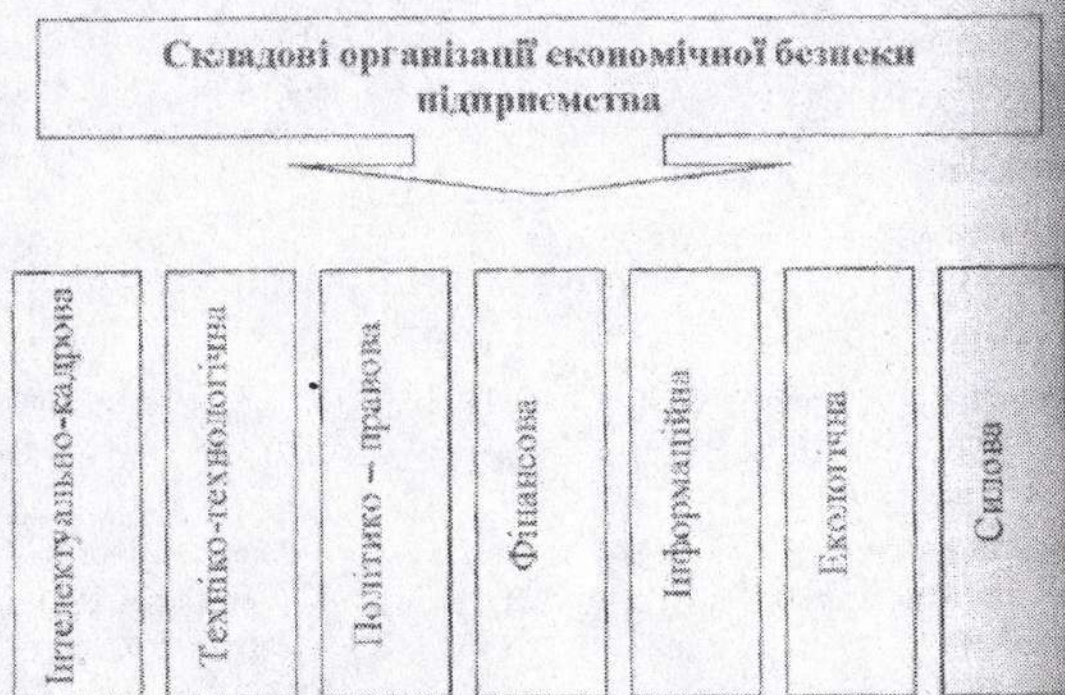 Складові організації економічної безпеки
підприємства
Інтелектуально-кадрова
Техніко-технологічна
Політико — правова
Фінансова
Інформаційна
Екологічна
Силова